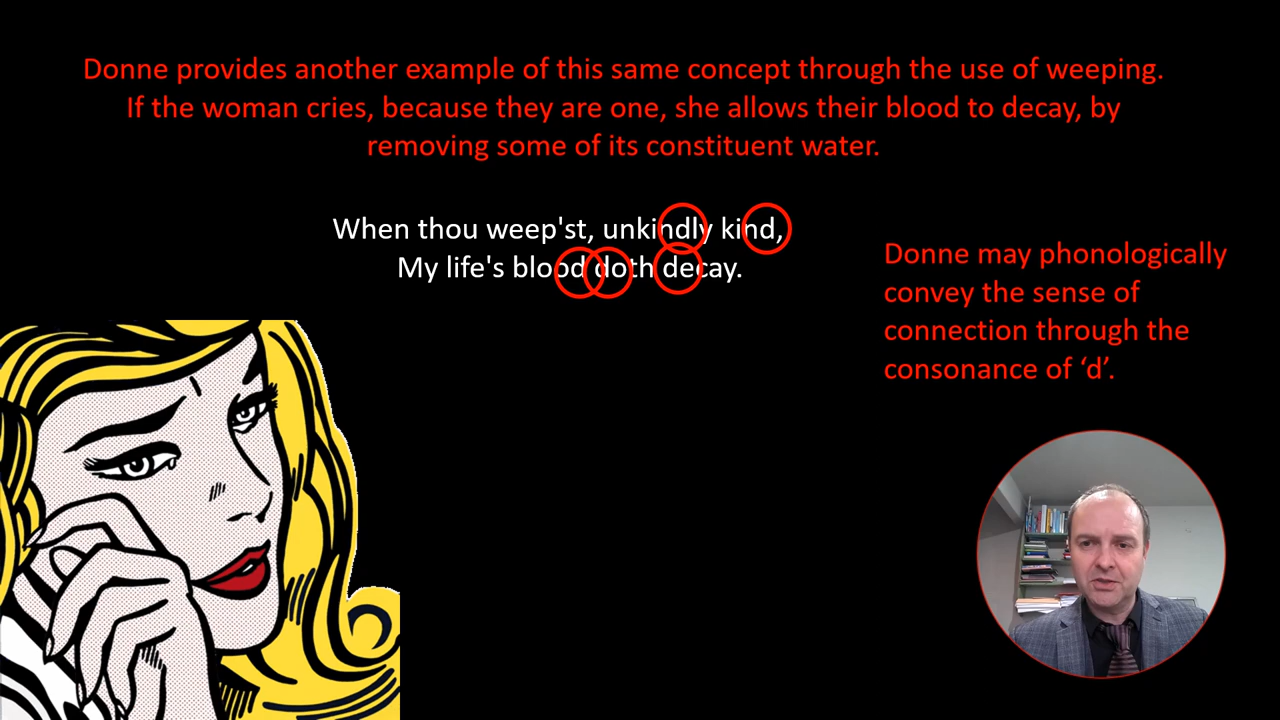 Donne provides another example of this same concept through the use of weeping.
If the woman cries, because they are one, she allows their blood to decay, by
removing some of its constituent water.
When thou weep'st, unkindly kind,
My life's blood doth decay.
Donne may phonologically
convey the sense of
connection through the
consonance of ‘d’.